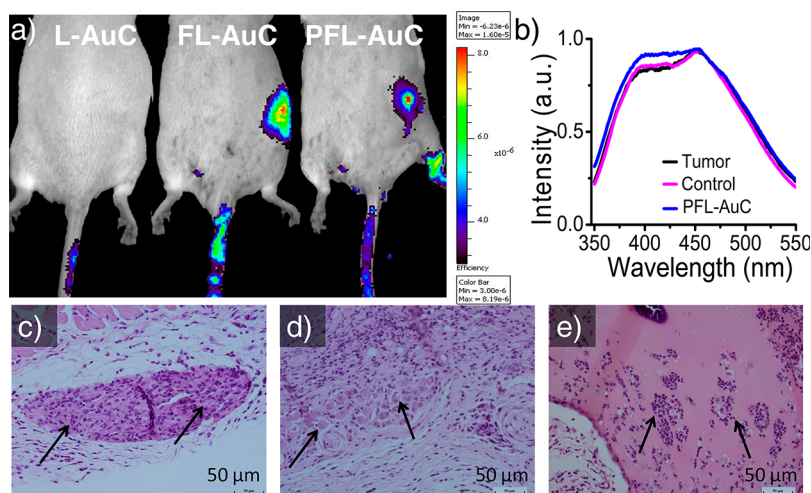 a)
L-AuC
FL-AuC
PFL-AuC
Image
Min = -6.23e-6
Max = 1.60e-5
8.0
6.0
x10⁻⁶
4.0
Efficiency
Color Bar
Min = 3.00e-6
Max = 8.19e-6
b)
Intensity (a.u.)
1.0
0.5
0.0
Tumor
Control
PFL-AuC
350 400 450 500 550
Wavelength (nm)
c)
50 µm
d)
50 µm
e)
50 µm